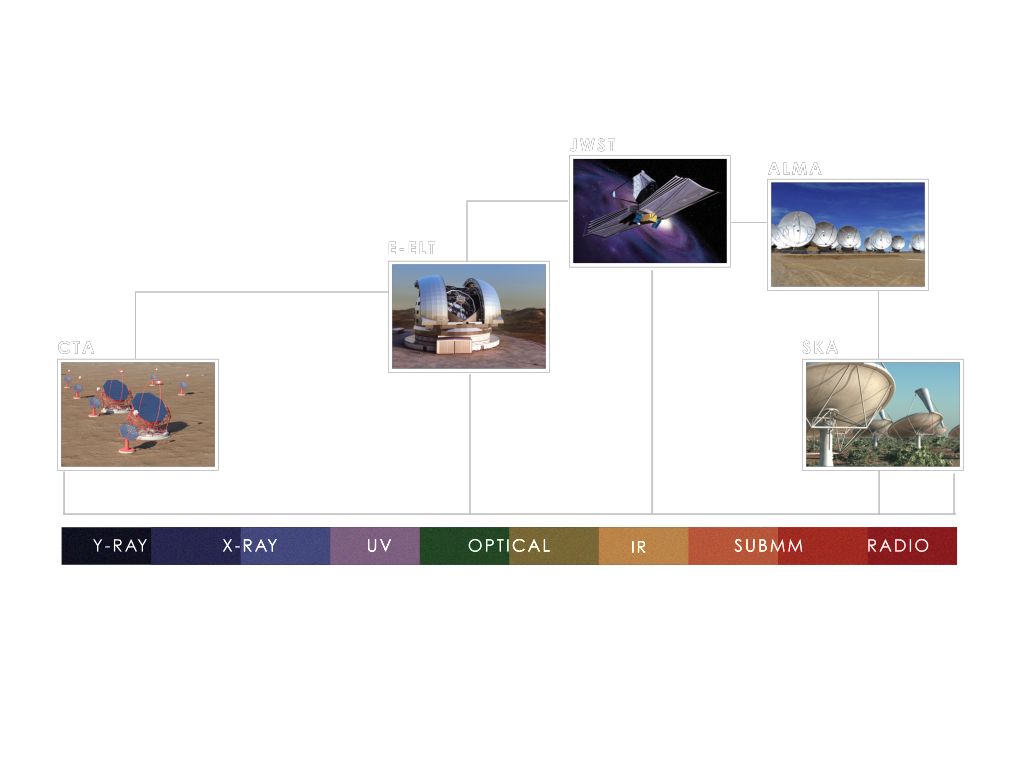 JWST
ALMA
E-ELT
CTA
SKA
Y-RAY X-RAY UV OPTICAL IR SUBMM RADIO